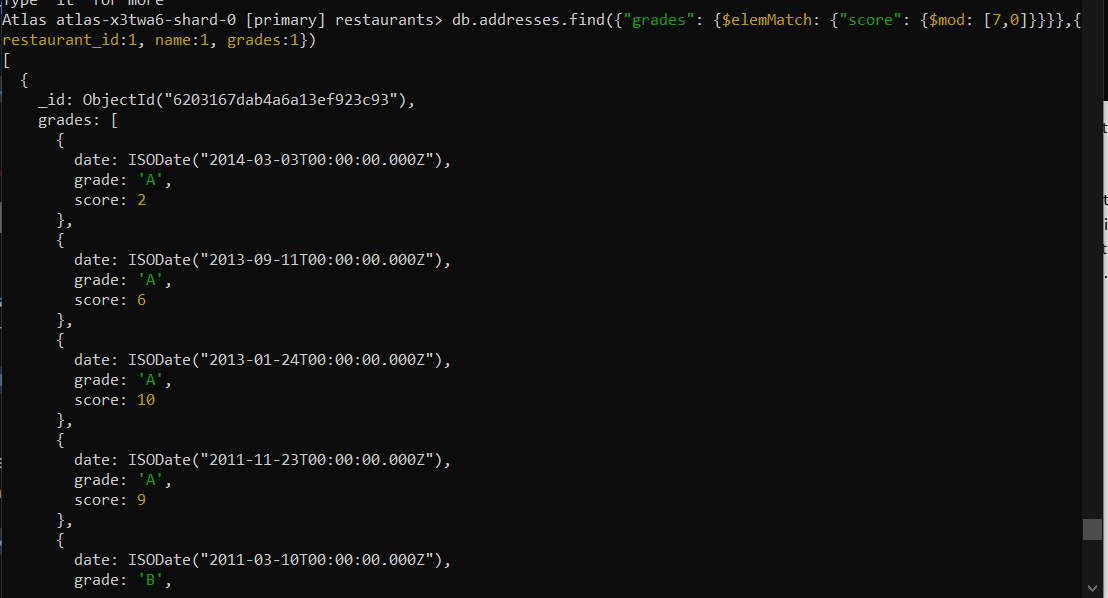 Type "it" for more
Atlas atlas-x3twa6-shard-0 [primary] restaurants> db.addresses.find({"grades": {$elemMatch: {"score": {$mod: [7,0]}}}},{
restaurant_id:1, name:1, grades:1})
[
{
_id: ObjectId("6203167dab4a6a13ef923c93"),
grades: [
{
date: ISODate("2014-03-03T00:00:00.000Z"),
grade: 'A',
score: 2
},
{
date: ISODate("2013-09-11T00:00:00.000Z"),
grade: 'A',
score: 6
},
{
date: ISODate("2013-01-24T00:00:00.000Z"),
grade: 'A',
score: 10
},
{
date: ISODate("2011-11-23T00:00:00.000Z"),
grade: 'A',
score: 9
},
{
date: ISODate("2011-03-10T00:00:00.000Z"),
grade: 'B',